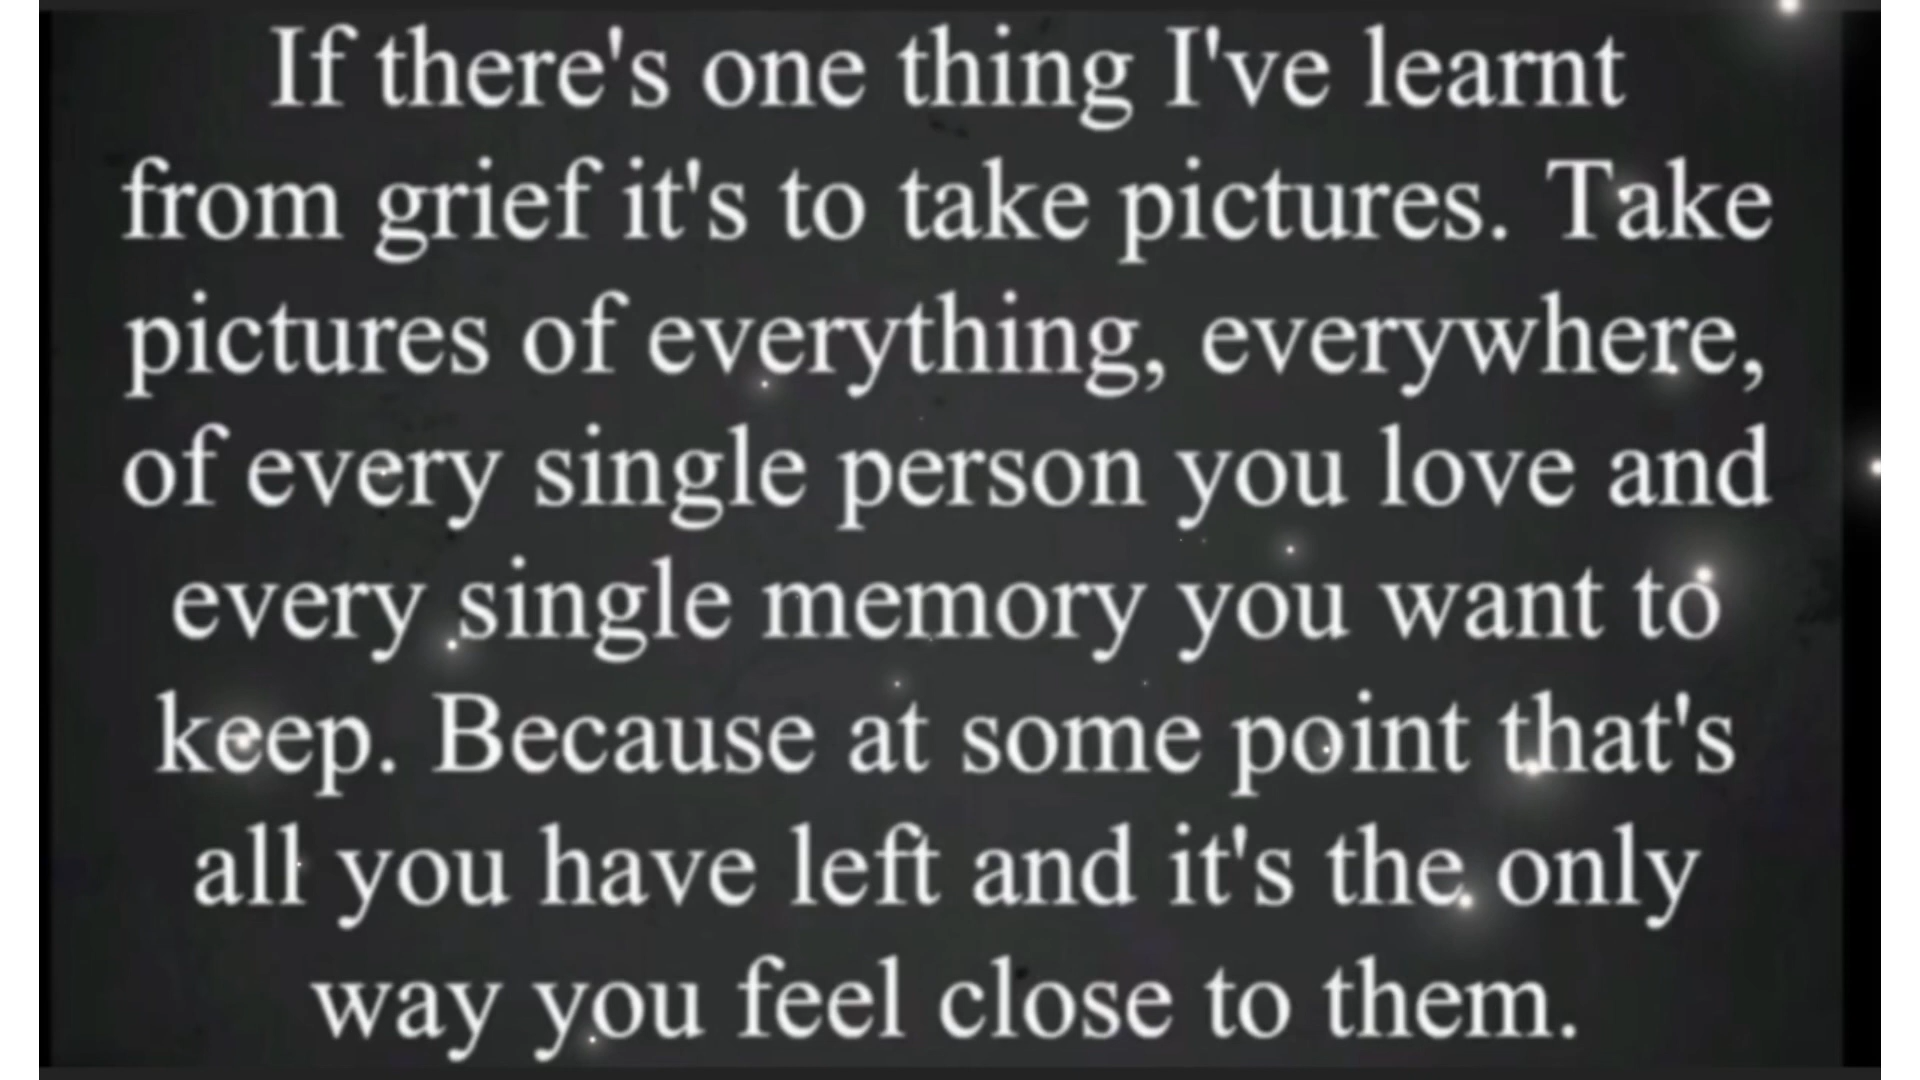 If there's one thing I've learnt
from grief it's to take pictures. Take
pictures of everything, everywhere,
of every single person you love and
every single memory you want to
keep. Because at some point that's
all you have left and it's the only
way you feel close to them.